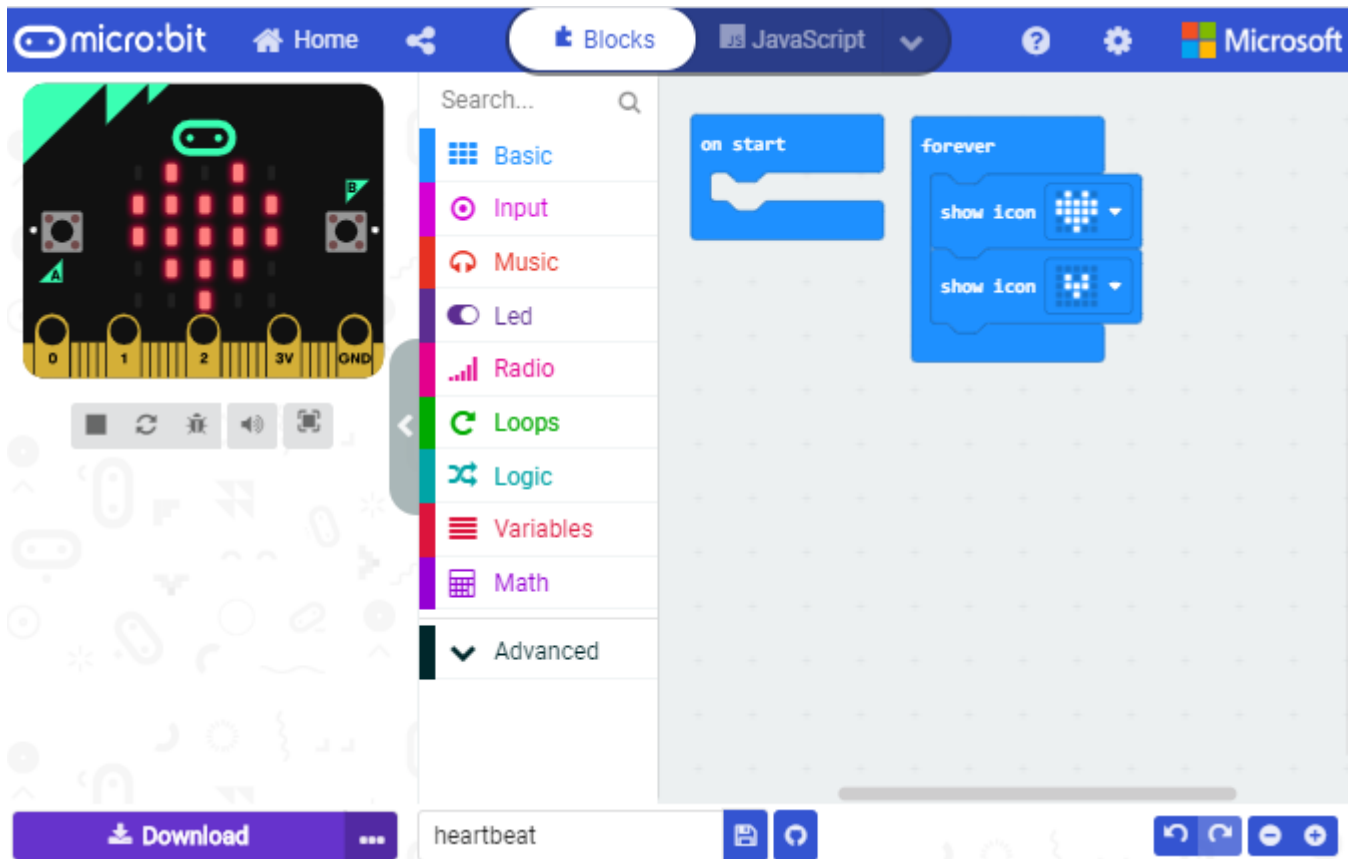 micro:bit Home Blocks JS JavaScript ? Microsoft
B
A
0 1 2 3V GND
Search...
Basic
Input
Music
Led
Radio
Loops
Logic
Variables
Math
Advanced
on start
forever
show icon
show icon
Download ... heartbeat